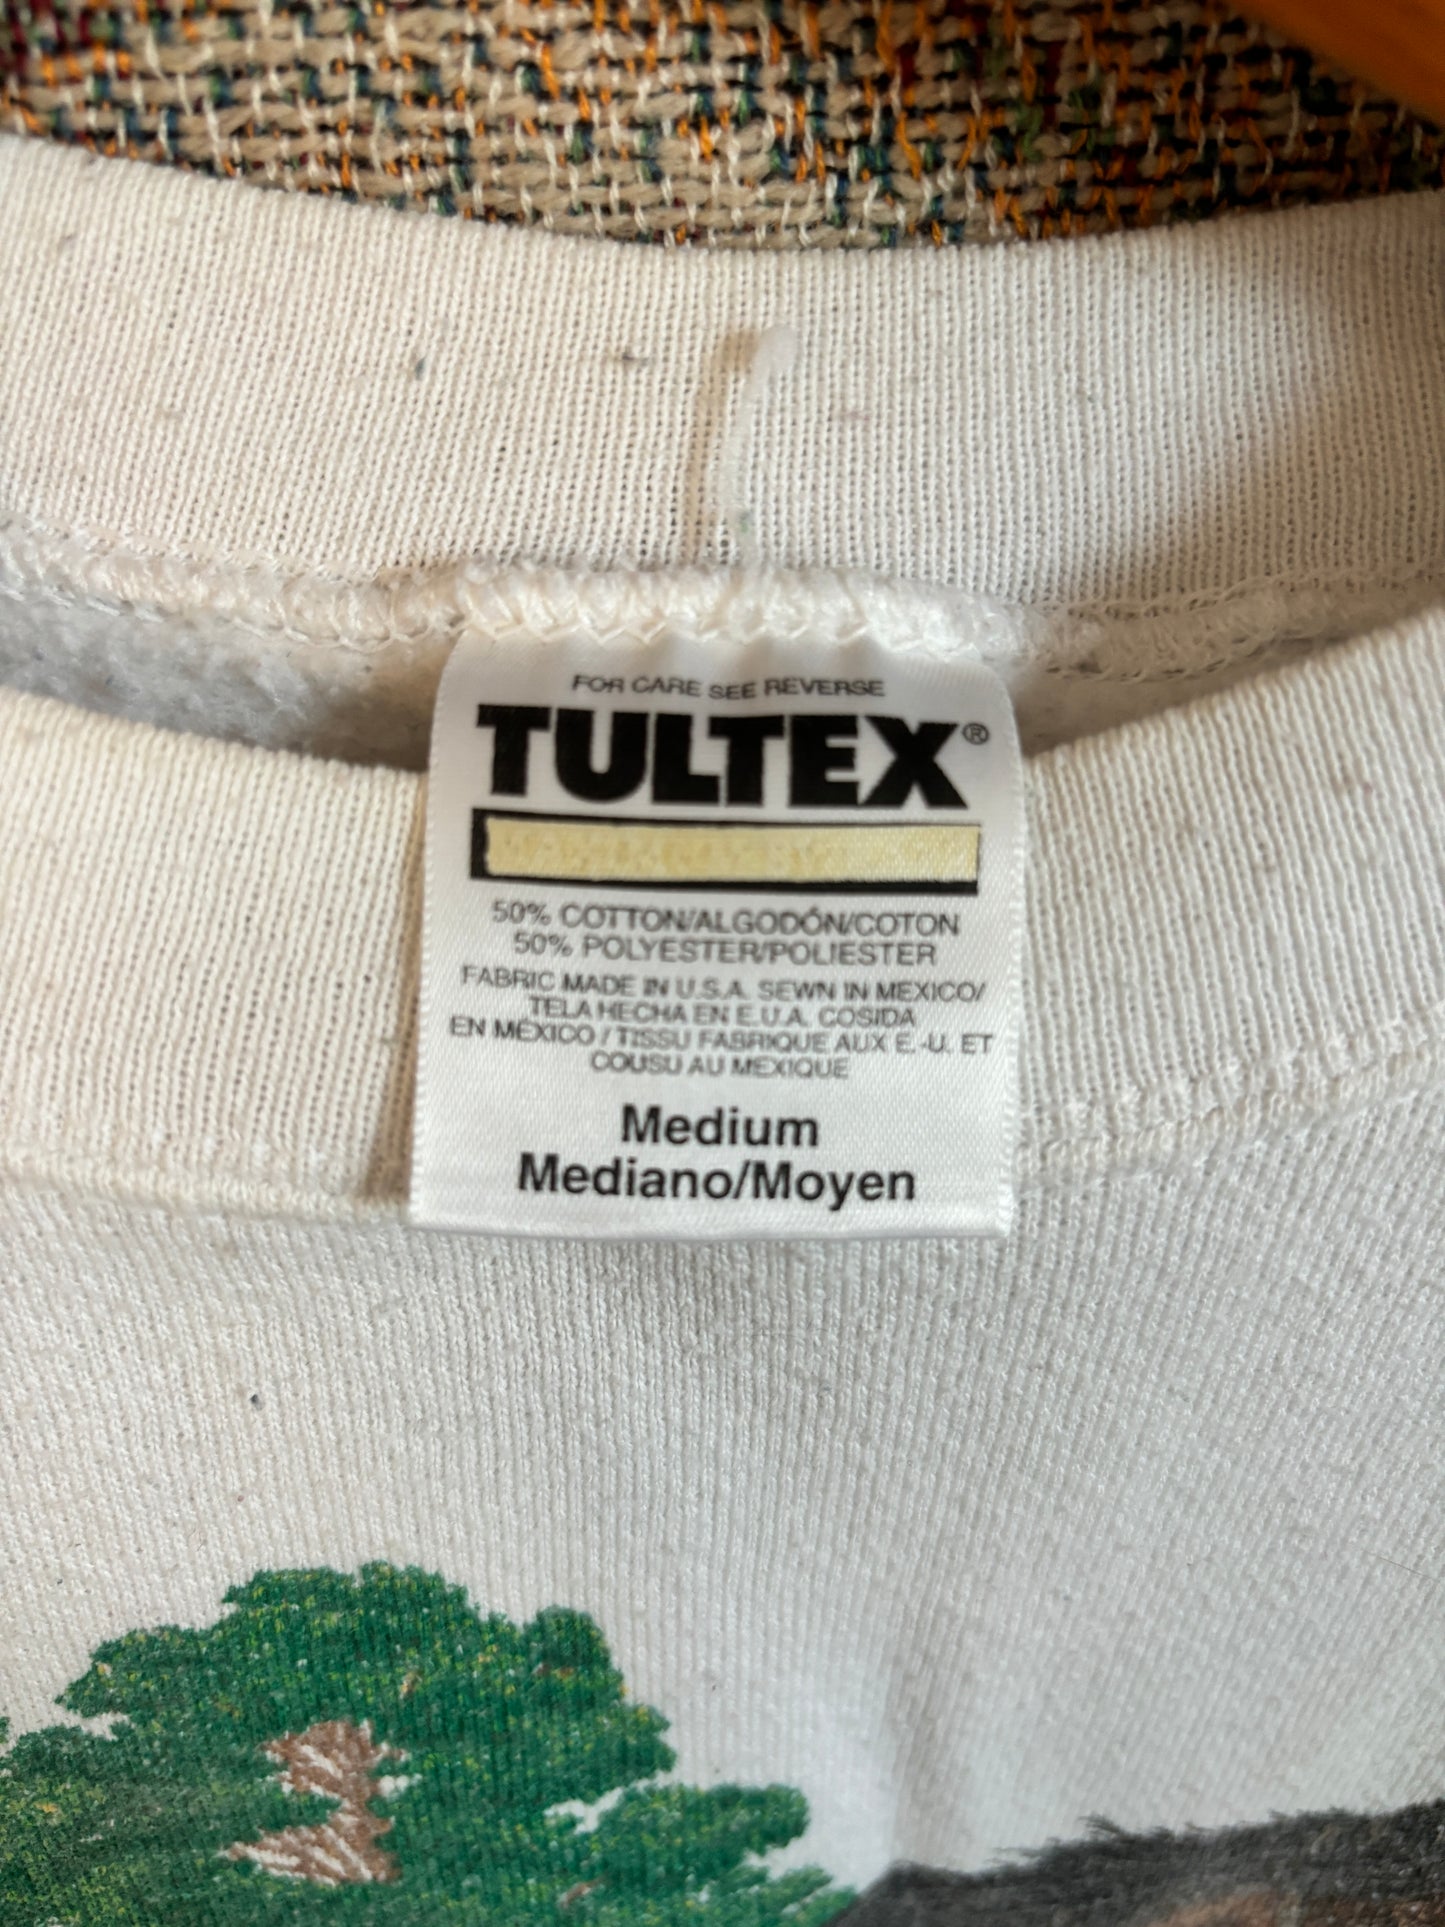 FOR CARE SEE REVERSE
TULTEX®
50% COTTON/ALGODÓN/COTON
50% POLYESTER/POLIESTER
FABRIC MADE IN U.S.A. SEWN IN MEXICO/
TELA HECHA EN E.U.A. COSIDA
EN MÉXICO / TISSU FABRIQUE AUX E.-U. ET
COUSU AU MEXIQUE
Medium
Mediano/Moyen